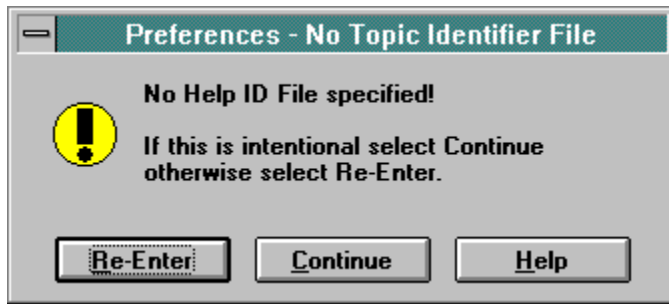 Preferences - No Topic Identifier File
No Help ID File specified!
If this is intentional select Continue
otherwise select Re-Enter.
Re-Enter
Continue
Help